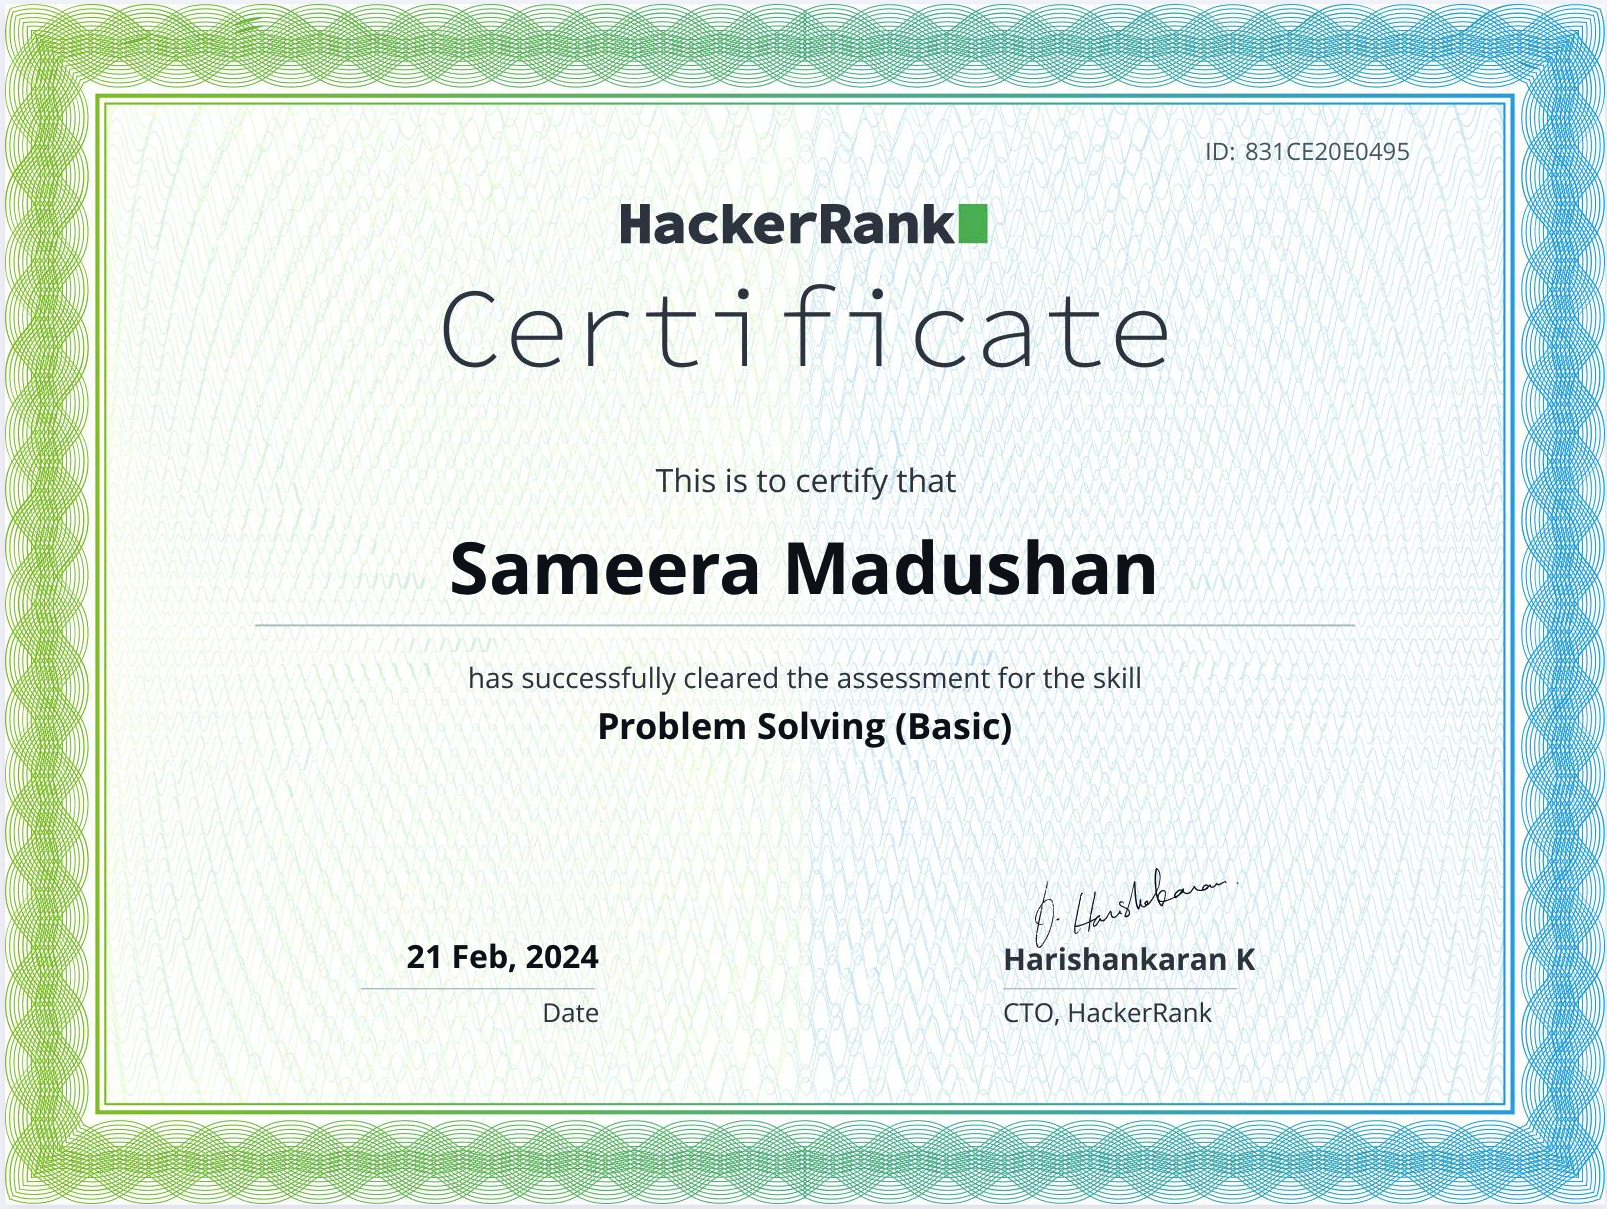 ID: 831CE20E0495
HackerRank
Certificate
This is to certify that
Sameera Madushan
has successfully cleared the assessment for the skill
Problem Solving (Basic)
21 Feb, 2024
Date
Harishankaran K
CTO, HackerRank